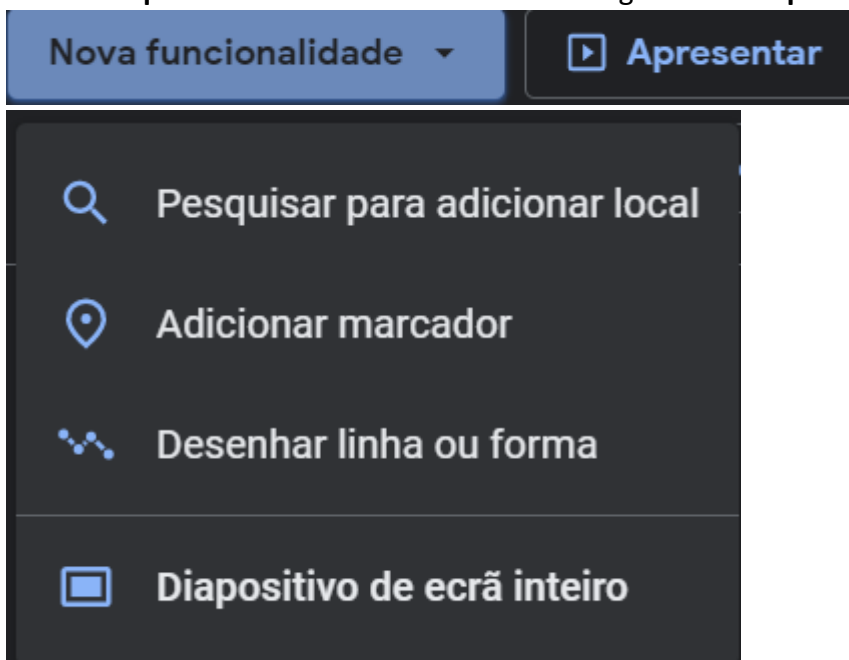 Nova funcionalidade Apresentar
Pesquisar para adicionar local
Adicionar marcador
Desenhar linha ou forma
Diapositivo de ecrã inteiro